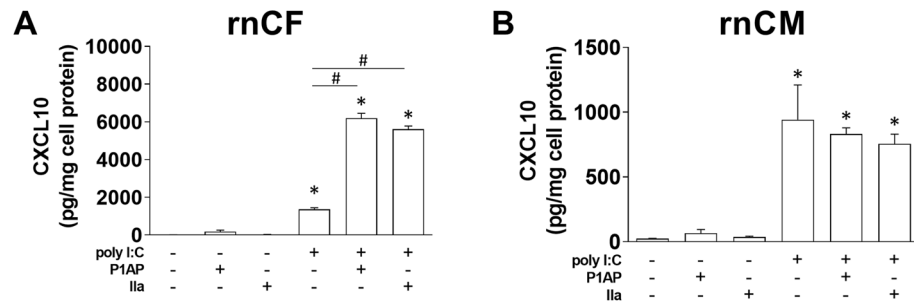 A
rnCF
CXCL10
(pg/mg cell protein)
10000
8000
6000
4000
2000
0
#
#
*
*
*
poly I:C - - - + + +
P1AP - + - - + -
IIa - - + - - +
B
rnCM
CXCL10
(pg/mg cell protein)
1500
1000
500
0
*
*
*
poly I:C - - - + + +
P1AP - + - - + -
IIa - - + - - +